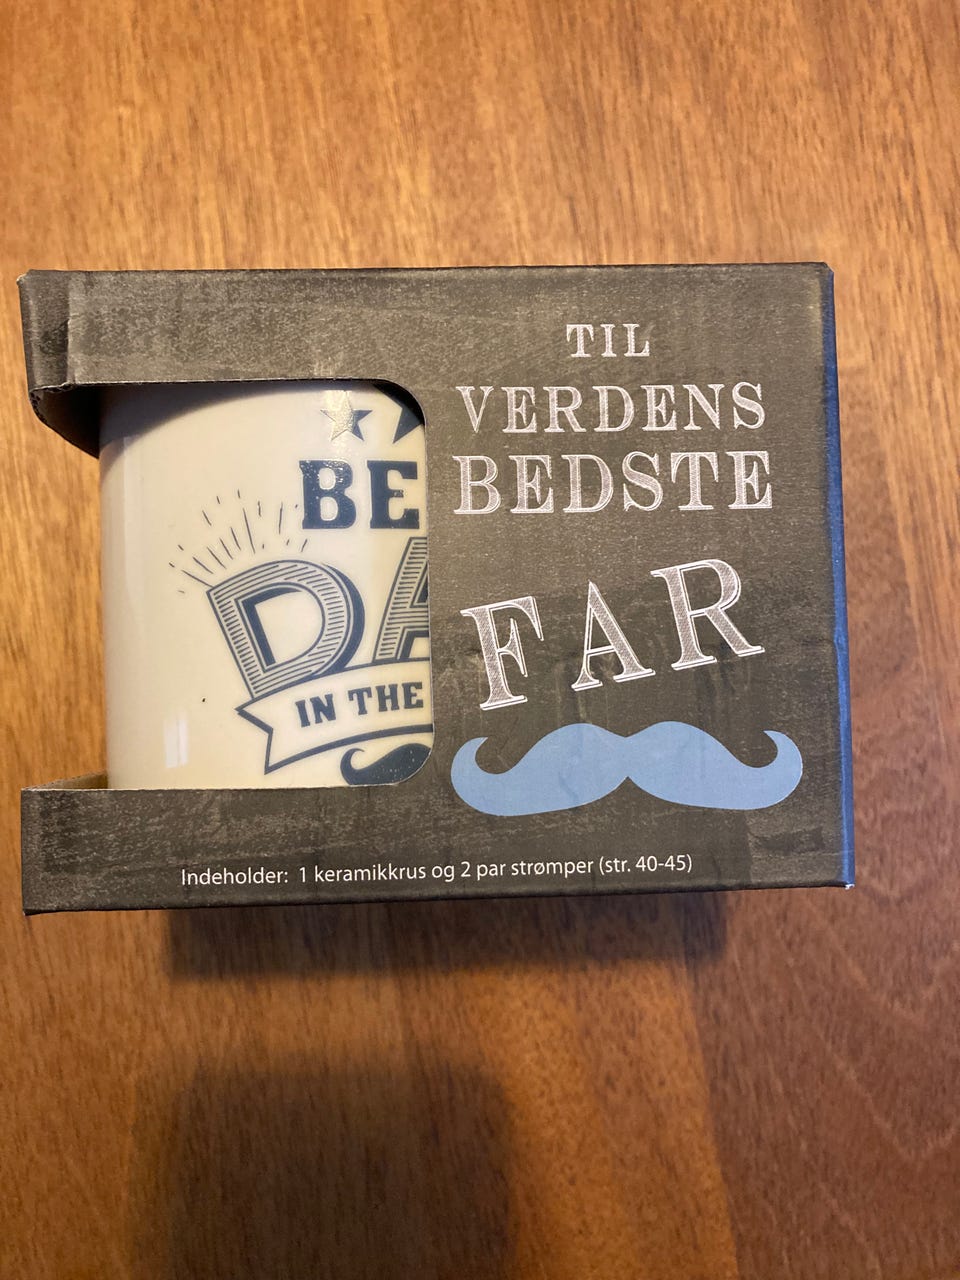 TIL
VERDENS
BEDSTE
FAR
BE
DA
IN THE
Indeholder: 1 keramikkrus og 2 par strømper (str. 40-45)